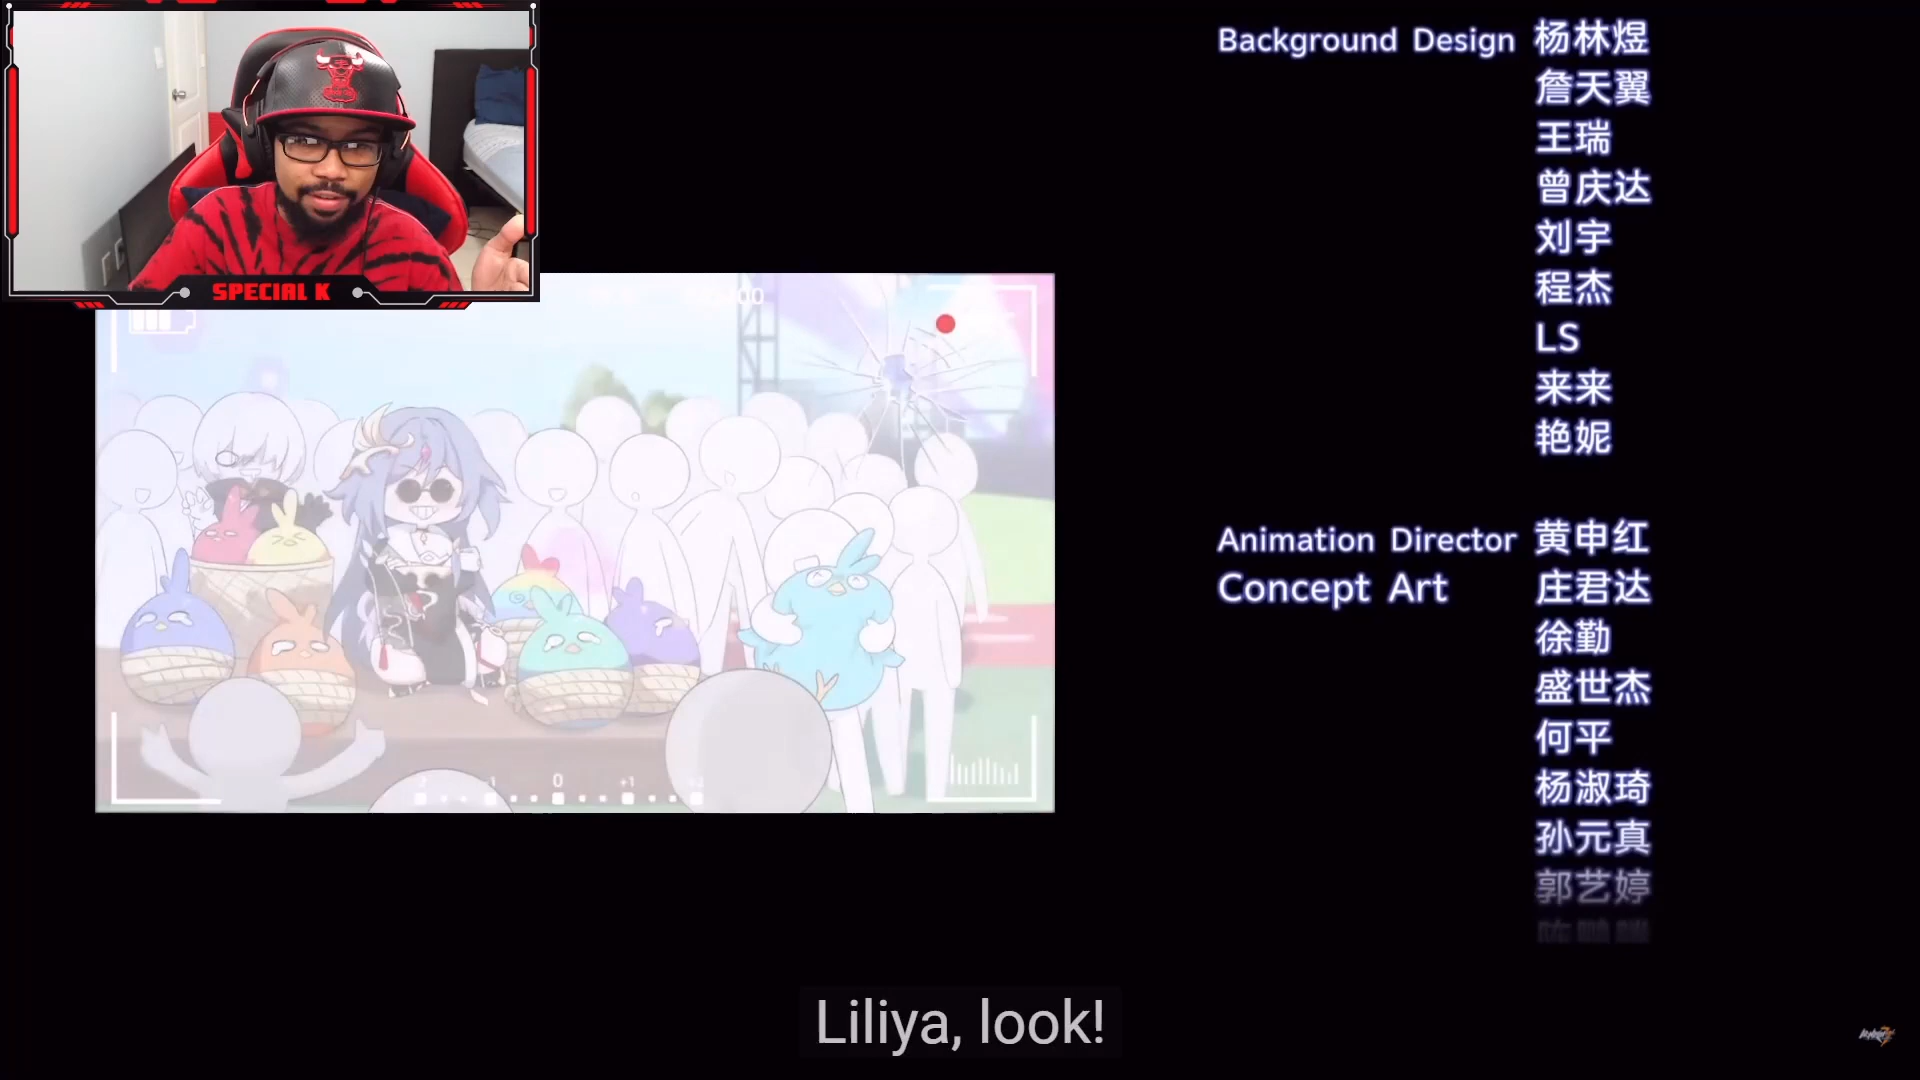 SPECIAL K
Background Design 杨林煜
詹天翼
王瑞
曾庆达
刘宇
程杰
LS
来来
艳妮
Animation Director 黄申红
Concept Art 庄君达
徐勤
盛世杰
何平
杨淑琦
孙元真
郭艺婷
0
+1
Liliya, look!